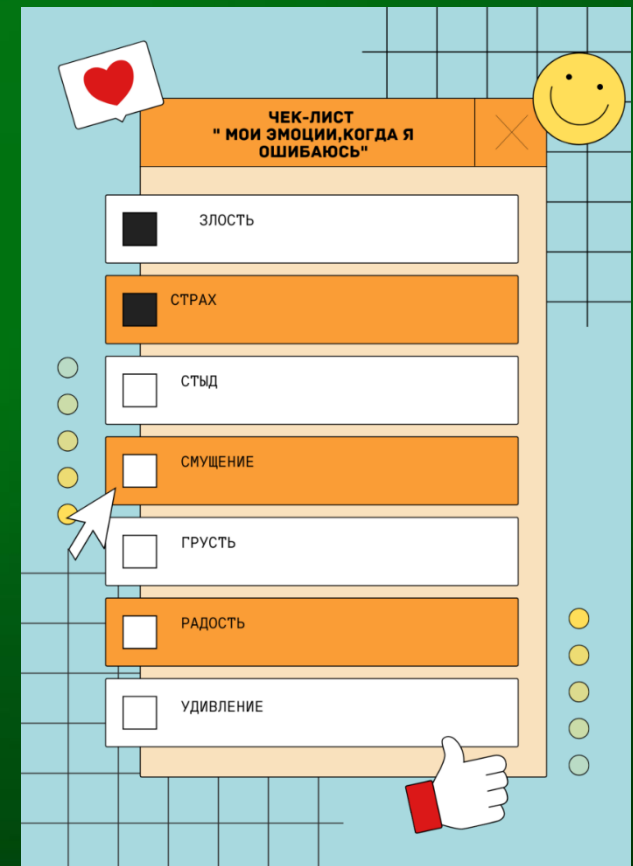 ЧЕК-ЛИСТ
" МОИ ЭМОЦИИ,КОГДА Я
ОШИБАЮСЬ"
ЗЛОСТЬ
СТРАХ
СТЫД
СМУЩЕНИЕ
ГРУСТЬ
РАДОСТЬ
УДИВЛЕНИЕ